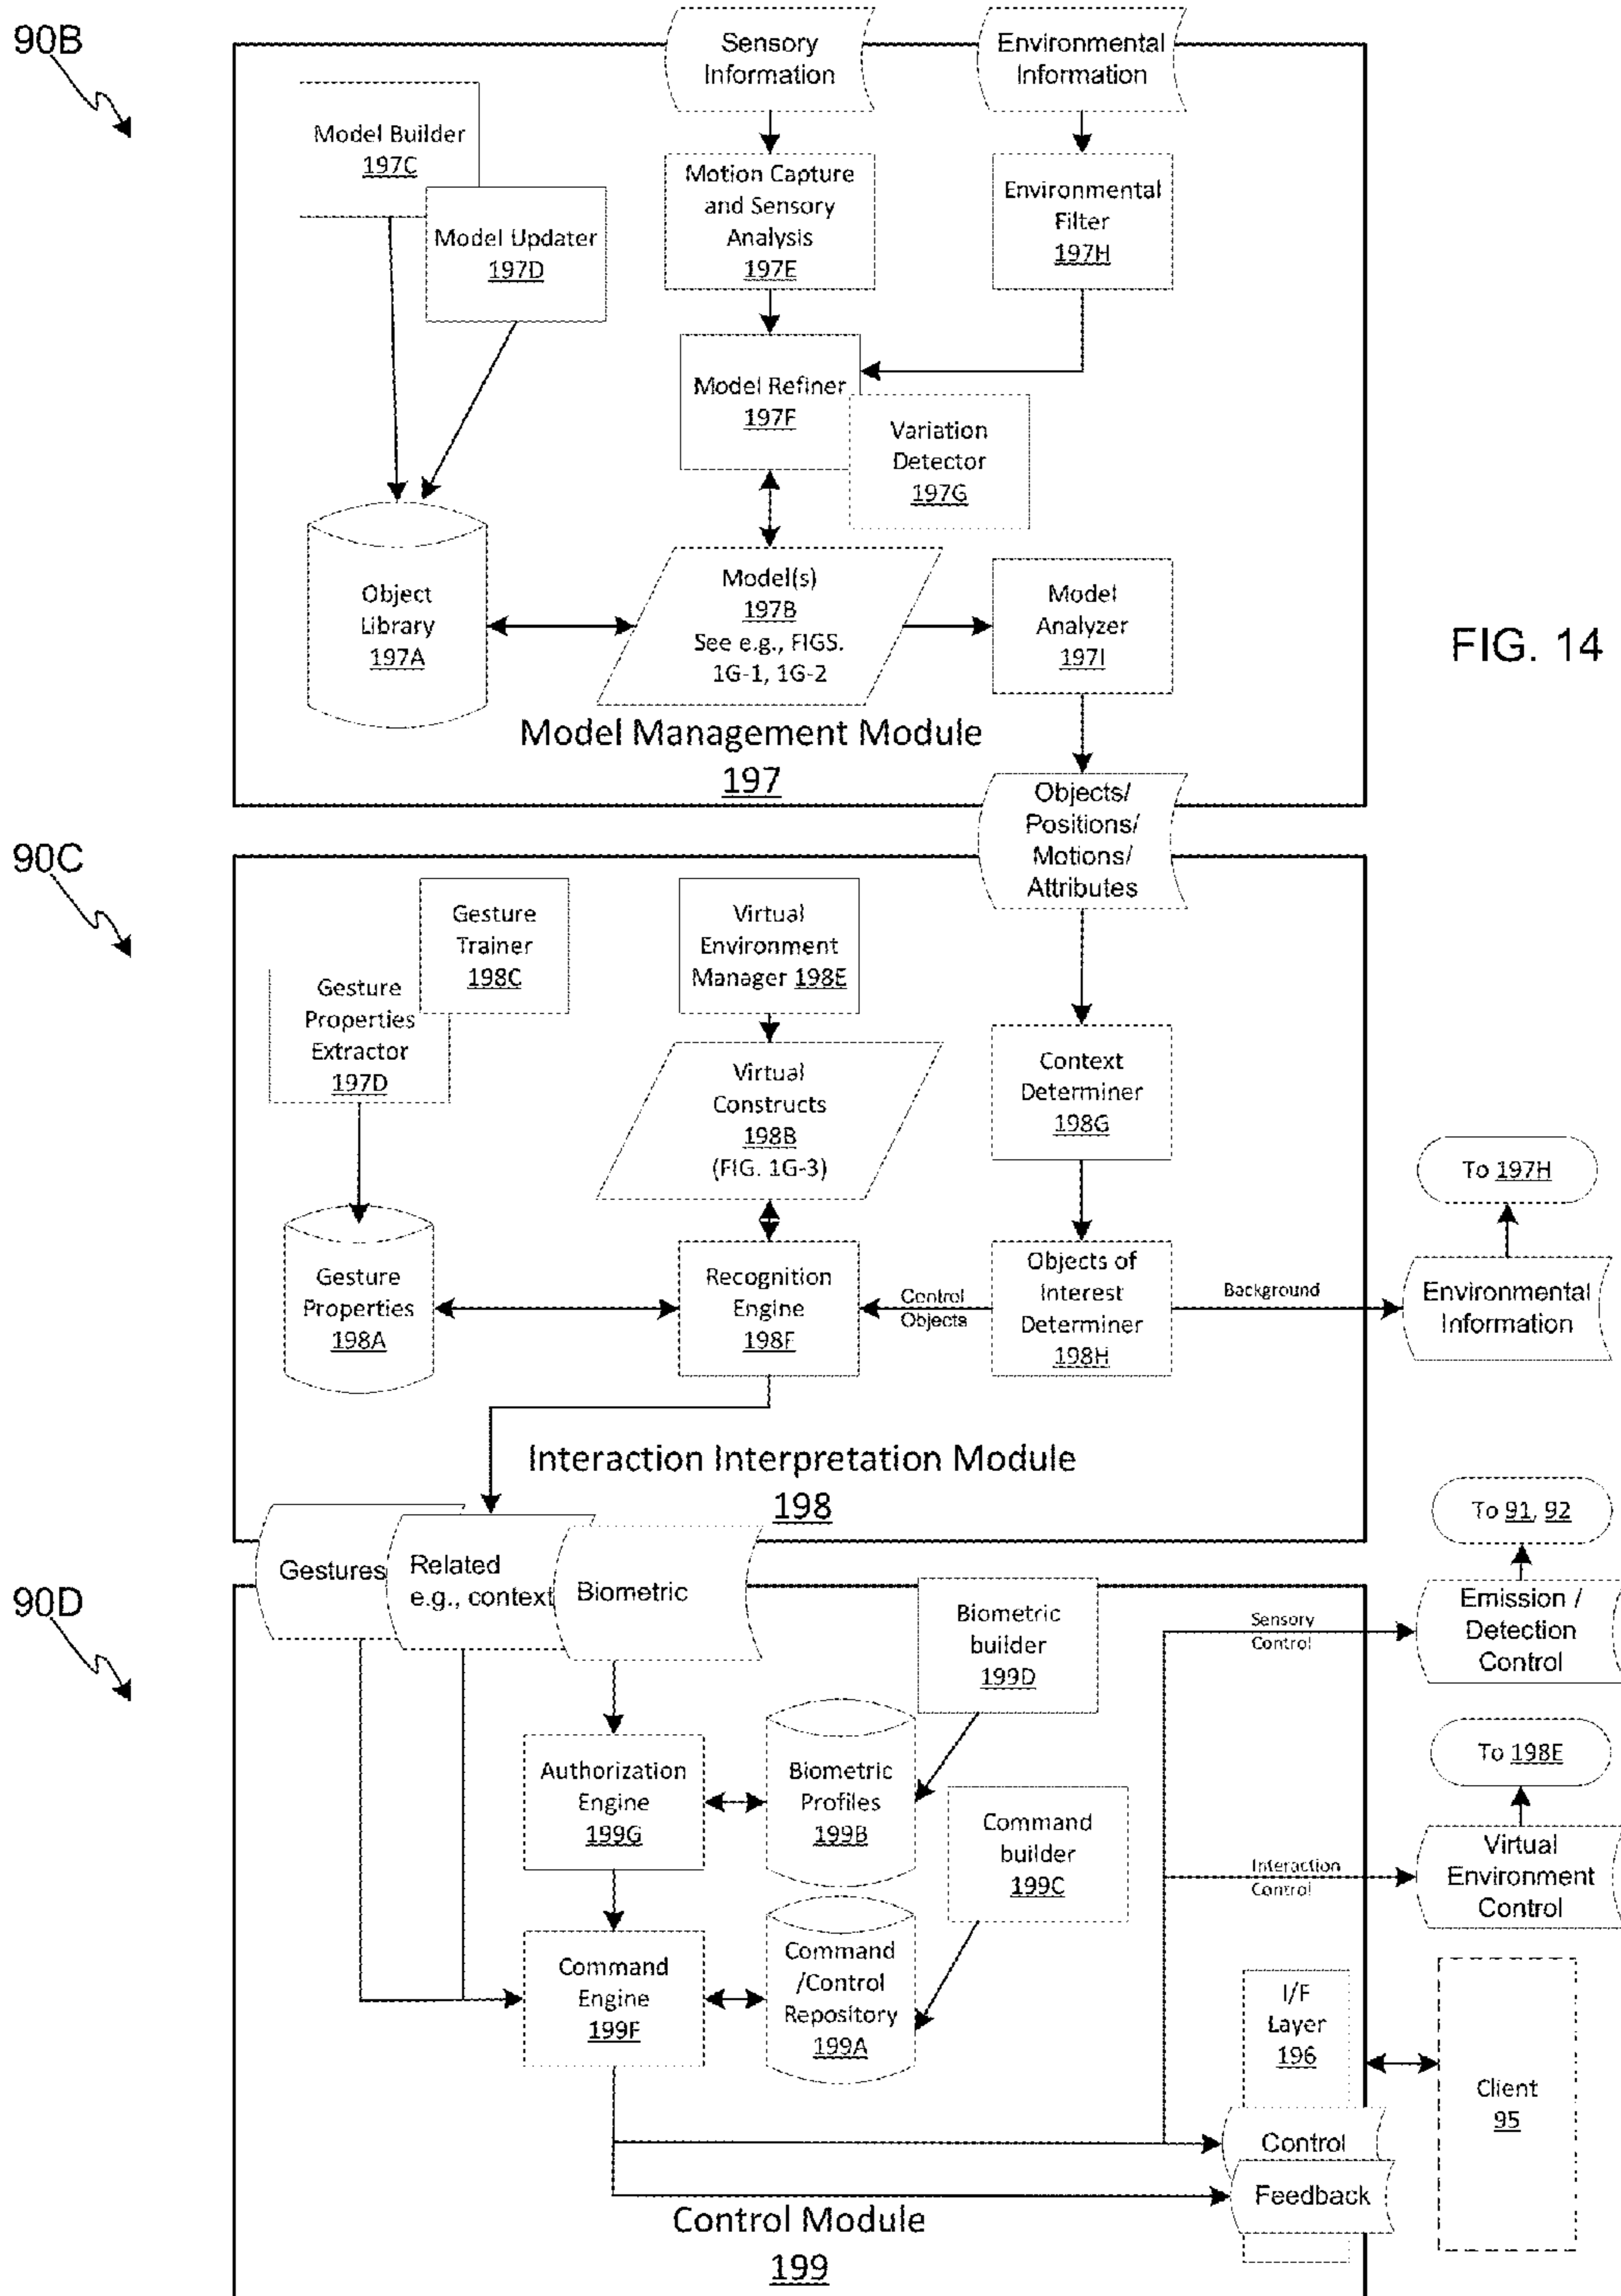 90B
Sensory
Information
Environmental
Information
Model Builder
197C
Model Updater
197D
Motion Capture
and Sensory
Analysis
197E
Environmental
Filter
197H
Model Refiner
197F
Variation
Detector
197G
Object
Library
197A
Model(s)
197B
See e.g., FIGS.
1G-1, 1G-2
Model
Analyzer
197I
FIG. 14
Model Management Module
197
Objects/
Positions/
Motions/
Attributes
90C
Gesture
Trainer
198C
Gesture
Properties
Extractor
197D
Virtual
Environment
Manager 198E
Virtual
Constructs
198B
(FIG. 1G-3)
Context
Determiner
198G
To 197H
Gesture
Properties
198A
Recognition
Engine
198F
Control
Objects
Objects of
Interest
Determiner
198H
Background
Environmental
Information
Interaction Interpretation Module
198
90D
Gestures
Related
e.g., context
Biometric
Biometric
builder
199D
Sensory
Control
To 91, 92
Emission /
Detection
Control
Authorization
Engine
199G
Biometric
Profiles
199B
Command
builder
199C
To 198E
Interaction
Control
Virtual
Environment
Control
Command
Engine
199F
Command
/Control
Repository
199A
I/F
Layer
196
Client
95
Control
Feedback
Control Module
199